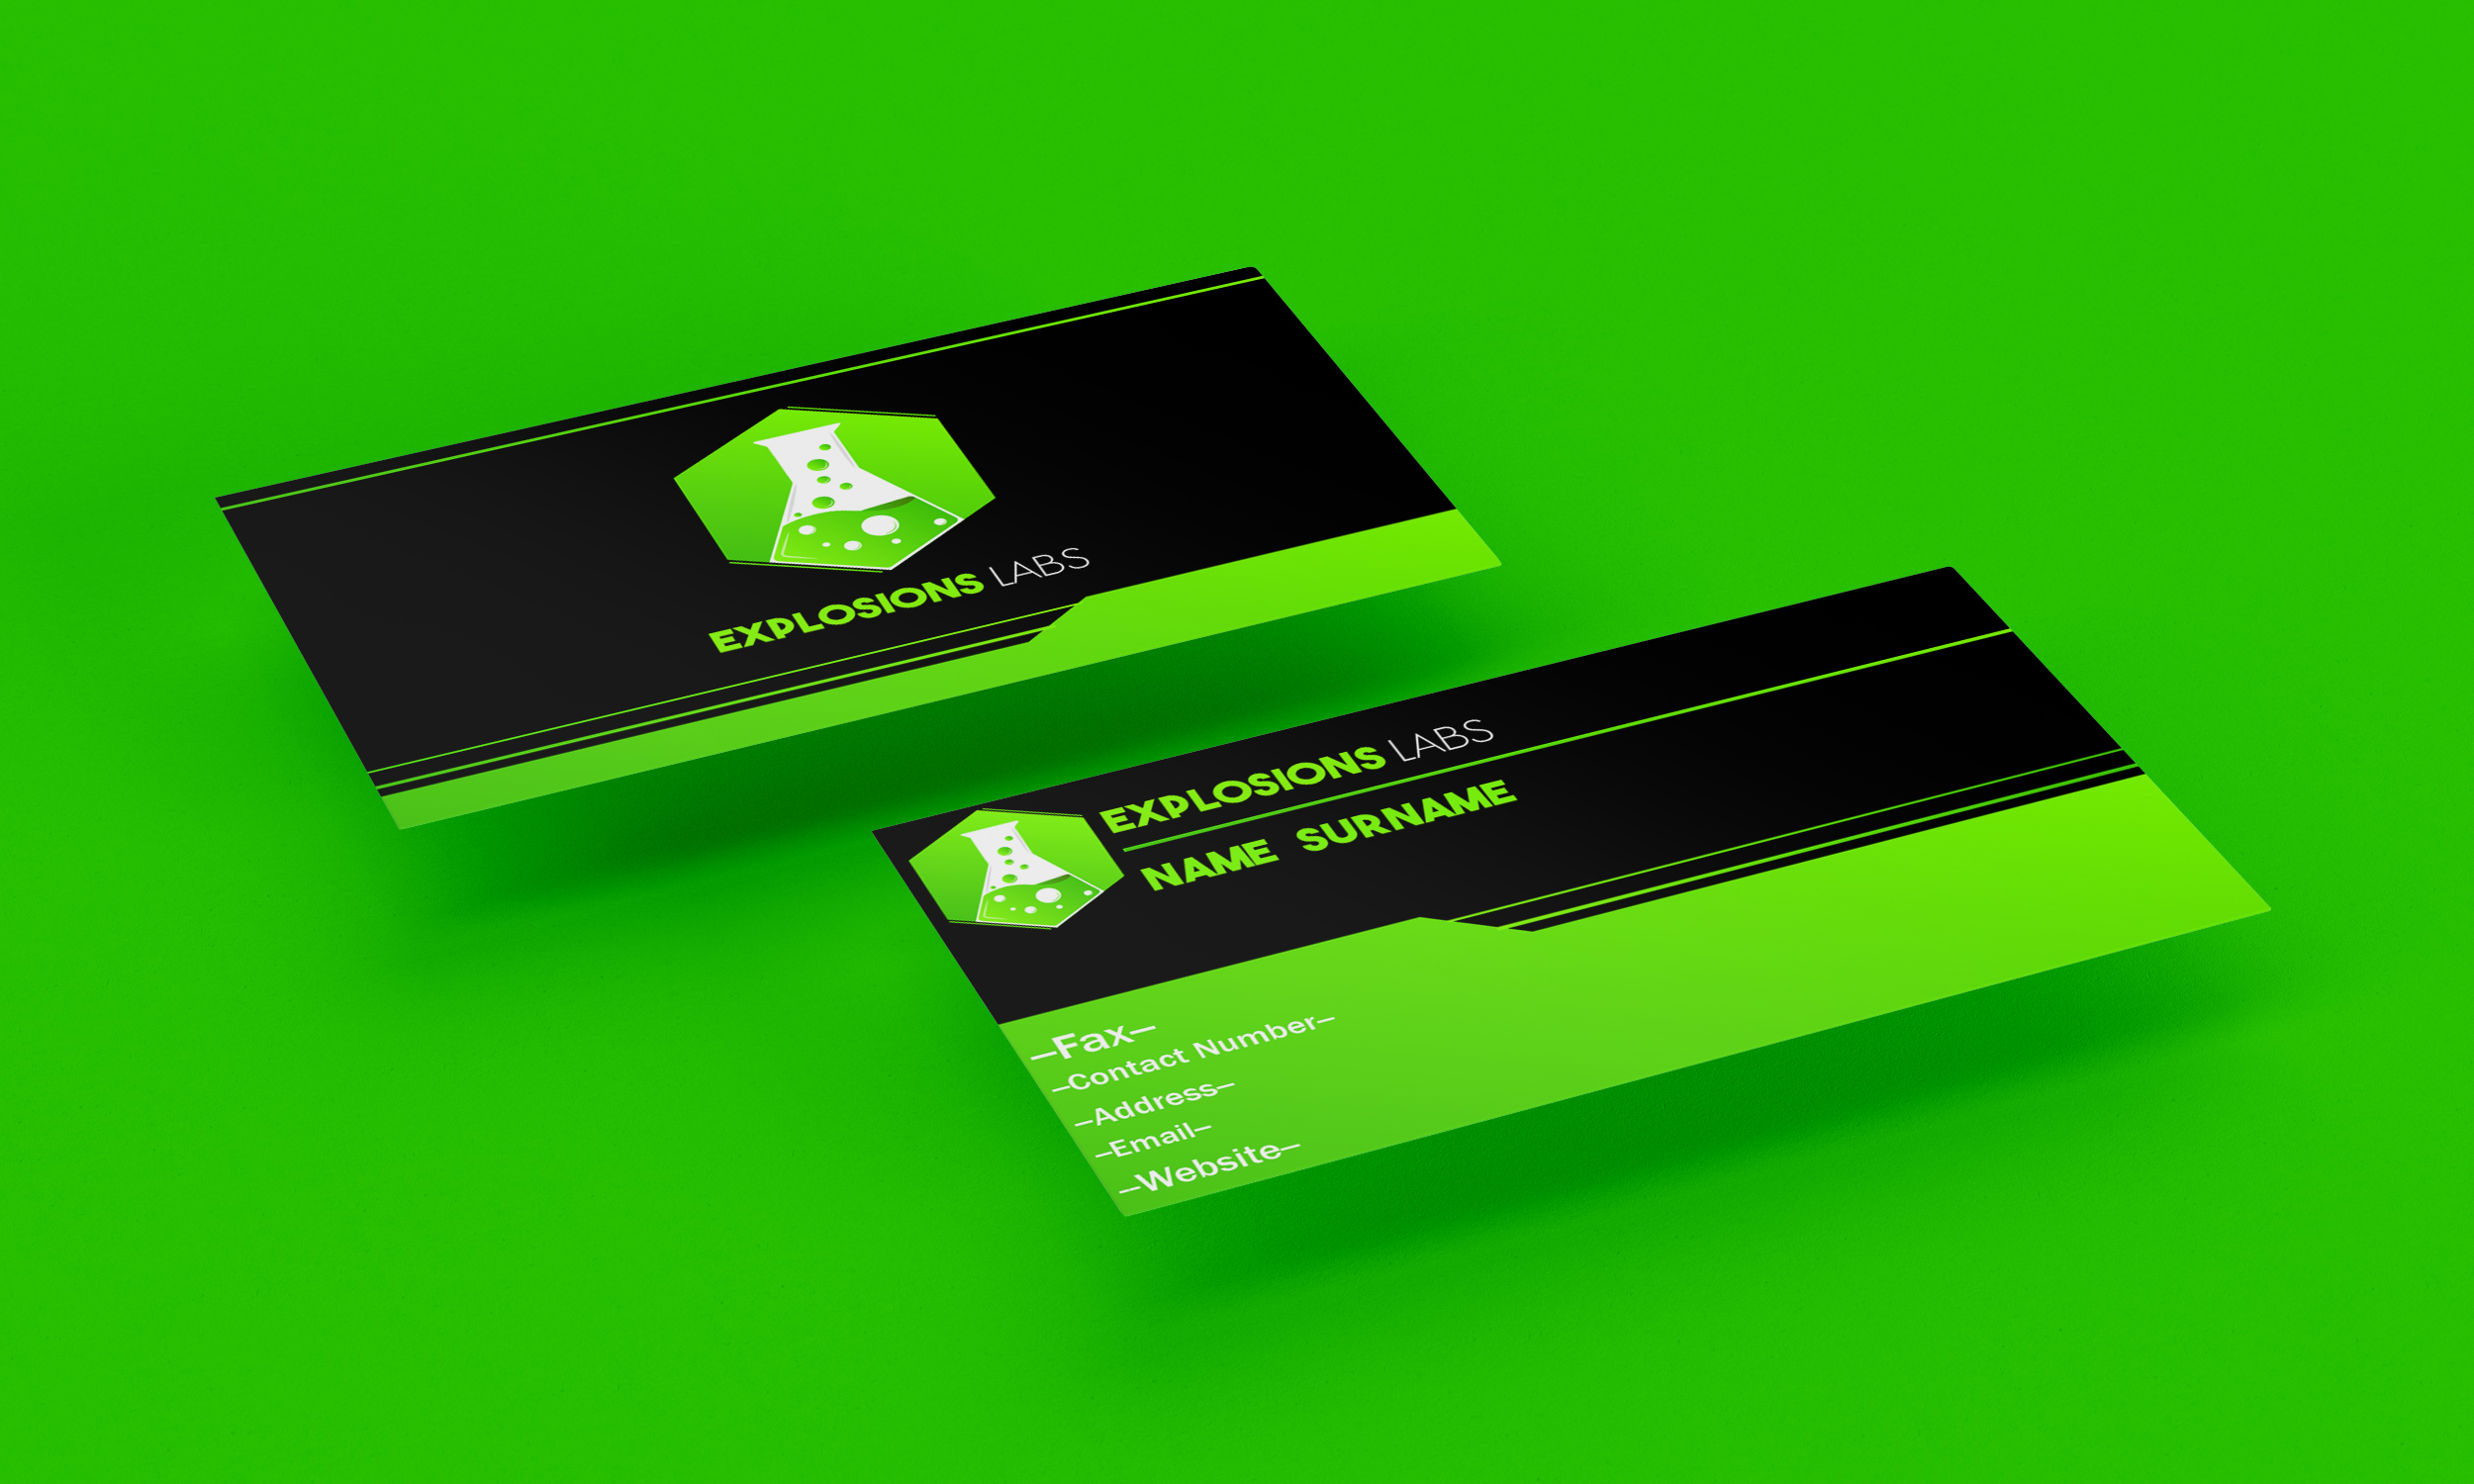 EXPLOSIONS LABS
EXPLOSIONS LABS
NAME SURNAME
–Fax–
–Contact Number–
–Address–
–Email–
–Website–